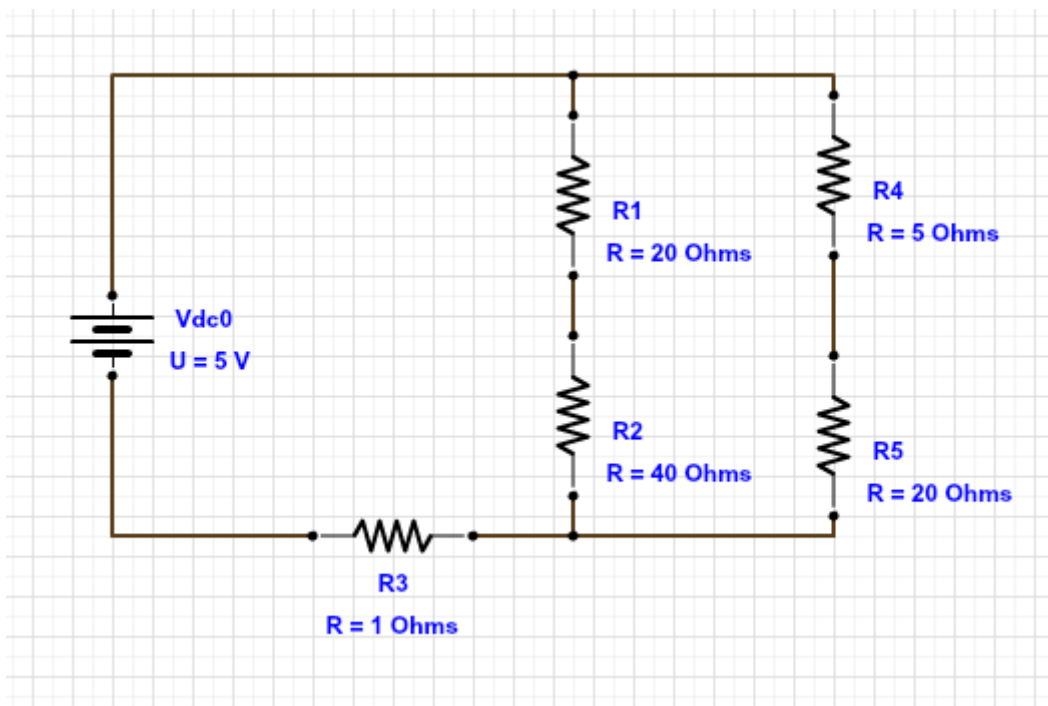 R4
R1
R = 5 Ohms
R = 20 Ohms
Vdc0
U = 5 V
R2
R5
R = 40 Ohms
R = 20 Ohms
R3
R = 1 Ohms